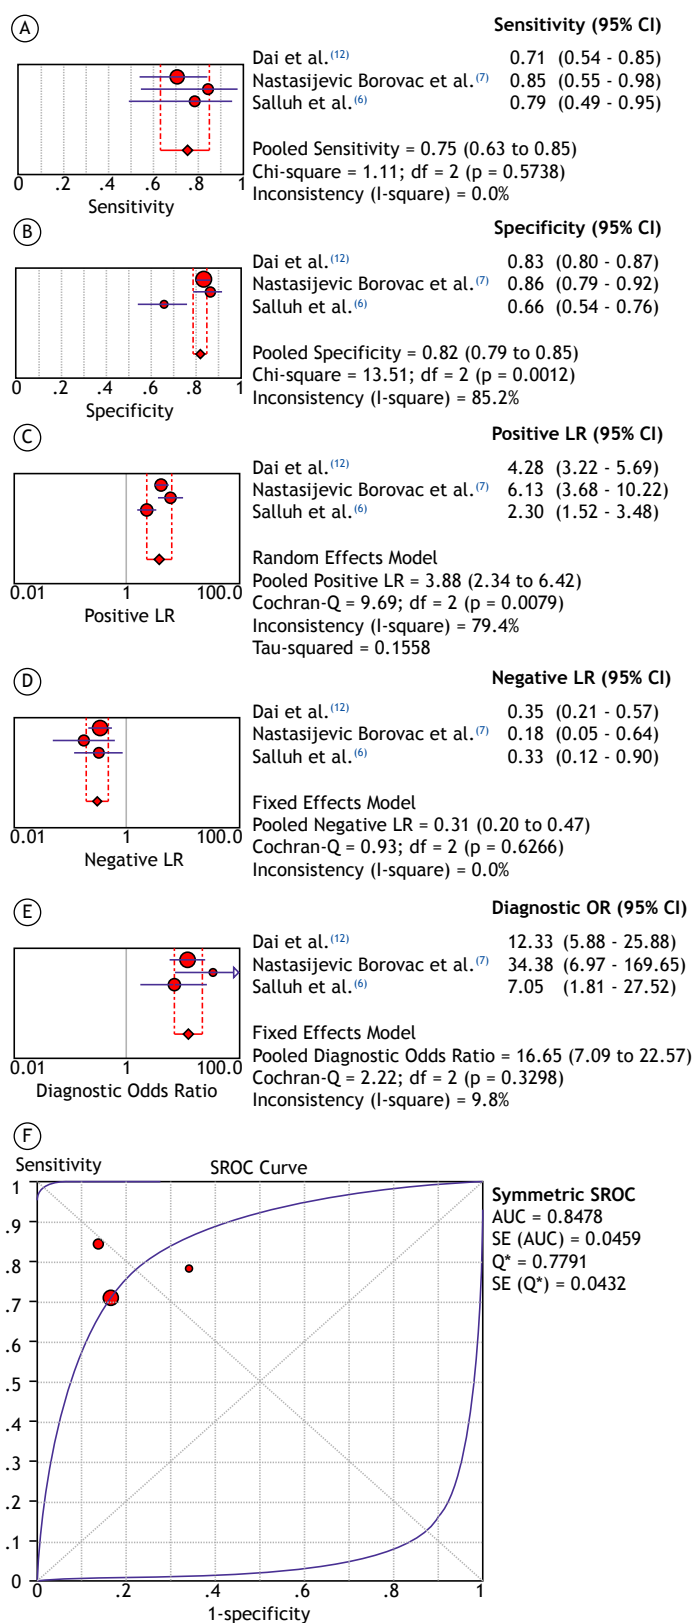 A
Sensitivity (95% CI)
Dai et al.(12) 0.71 (0.54 - 0.85)
Nastasijevic Borovac et al.(7) 0.85 (0.55 - 0.98)
Salluh et al.(6) 0.79 (0.49 - 0.95)
Pooled Sensitivity = 0.75 (0.63 to 0.85)
Chi-square = 1.11; df = 2 (p = 0.5738)
Inconsistency (I-square) = 0.0%
0 .2 .4 .6 .8 1
Sensitivity
B
Specificity (95% CI)
Dai et al.(12) 0.83 (0.80 - 0.87)
Nastasijevic Borovac et al.(7) 0.86 (0.79 - 0.92)
Salluh et al.(6) 0.66 (0.54 - 0.76)
Pooled Specificity = 0.82 (0.79 to 0.85)
Chi-square = 13.51; df = 2 (p = 0.0012)
Inconsistency (I-square) = 85.2%
0 .2 .4 .6 .8 1
Specificity
C
Positive LR (95% CI)
Dai et al.(12) 4.28 (3.22 - 5.69)
Nastasijevic Borovac et al.(7) 6.13 (3.68 - 10.22)
Salluh et al.(6) 2.30 (1.52 - 3.48)
Random Effects Model
Pooled Positive LR = 3.88 (2.34 to 6.42)
Cochran-Q = 9.69; df = 2 (p = 0.0079)
Inconsistency (I-square) = 79.4%
Tau-squared = 0.1558
0.01 1 100.0
Positive LR
D
Negative LR (95% CI)
Dai et al.(12) 0.35 (0.21 - 0.57)
Nastasijevic Borovac et al.(7) 0.18 (0.05 - 0.64)
Salluh et al.(6) 0.33 (0.12 - 0.90)
Fixed Effects Model
Pooled Negative LR = 0.31 (0.20 to 0.47)
Cochran-Q = 0.93; df = 2 (p = 0.6266)
Inconsistency (I-square) = 0.0%
0.01 1 100.0
Negative LR
E
Diagnostic OR (95% CI)
Dai et al.(12) 12.33 (5.88 - 25.88)
Nastasijevic Borovac et al.(7) 34.38 (6.97 - 169.65)
Salluh et al.(6) 7.05 (1.81 - 27.52)
Fixed Effects Model
Pooled Diagnostic Odds Ratio = 16.65 (7.09 to 22.57)
Cochran-Q = 2.22; df = 2 (p = 0.3298)
Inconsistency (I-square) = 9.8%
0.01 1 100.0
Diagnostic Odds Ratio
F
Sensitivity
SROC Curve
Symmetric SROC
AUC = 0.8478
SE (AUC) = 0.0459
Q* = 0.7791
SE (Q*) = 0.0432
1
.9
.8
.7
.6
.5
.4
.3
.2
.1
0
0 .2 .4 .6 .8 1
1-specificity